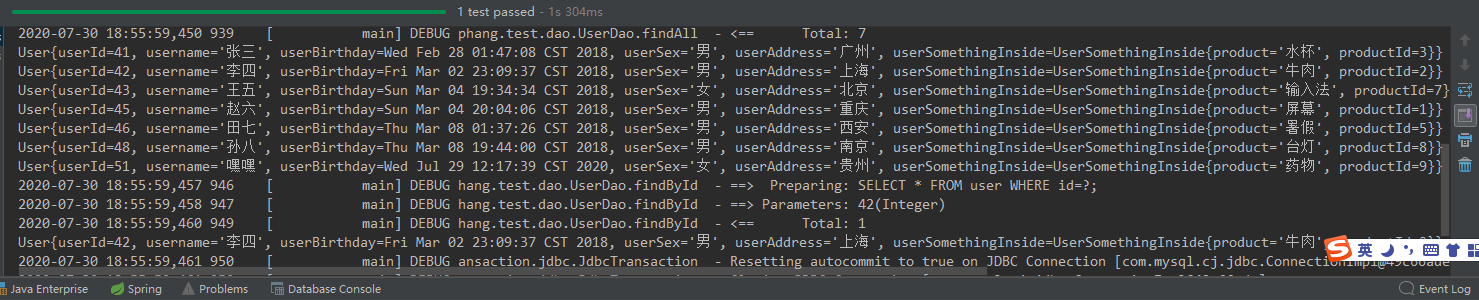 1 test passed - 1s 304ms
2020-07-30 18:55:59,450 939    [           main] DEBUG phang.test.dao.UserDao.findAll  - <==      Total: 7
User{userId=41, username='张三', userBirthday=Wed Feb 28 01:47:08 CST 2018, userSex='男', userAddress='广州', userSomethingInside=UserSomethingInside{product='水杯', productId=3}}
User{userId=42, username='李四', userBirthday=Fri Mar 02 23:09:37 CST 2018, userSex='男', userAddress='上海', userSomethingInside=UserSomethingInside{product='牛肉', productId=2}}
User{userId=43, username='王五', userBirthday=Sun Mar 04 19:34:34 CST 2018, userSex='女', userAddress='北京', userSomethingInside=UserSomethingInside{product='输入法', productId=7}
User{userId=45, username='赵六', userBirthday=Sun Mar 04 20:04:06 CST 2018, userSex='男', userAddress='重庆', userSomethingInside=UserSomethingInside{product='屏幕', productId=1}}
User{userId=46, username='田七', userBirthday=Thu Mar 08 01:37:26 CST 2018, userSex='男', userAddress='西安', userSomethingInside=UserSomethingInside{product='暑假', productId=5}}
User{userId=48, username='孙八', userBirthday=Thu Mar 08 19:44:00 CST 2018, userSex='男', userAddress='南京', userSomethingInside=UserSomethingInside{product='台灯', productId=8}}
User{userId=51, username='嘿嘿', userBirthday=Wed Jul 29 12:17:39 CST 2020, userSex='女', userAddress='贵州', userSomethingInside=UserSomethingInside{product='药物', productId=9}}
2020-07-30 18:55:59,457 946    [           main] DEBUG hang.test.dao.UserDao.findById  - ==>  Preparing: SELECT * FROM user WHERE id=?;
2020-07-30 18:55:59,458 947    [           main] DEBUG hang.test.dao.UserDao.findById  - ==> Parameters: 42(Integer)
2020-07-30 18:55:59,460 949    [           main] DEBUG hang.test.dao.UserDao.findById  - <==      Total: 1
User{userId=42, username='李四', userBirthday=Fri Mar 02 23:09:37 CST 2018, userSex='男', userAddress='上海', userSomethingInside=UserSomethingInside{product='牛肉'
英
2020-07-30 18:55:59,461 950    [           main] DEBUG ansaction.jdbc.JdbcTransaction  - Resetting autocommit to true on JDBC Connection
Java Enterprise Spring Problems Database Console Event Log